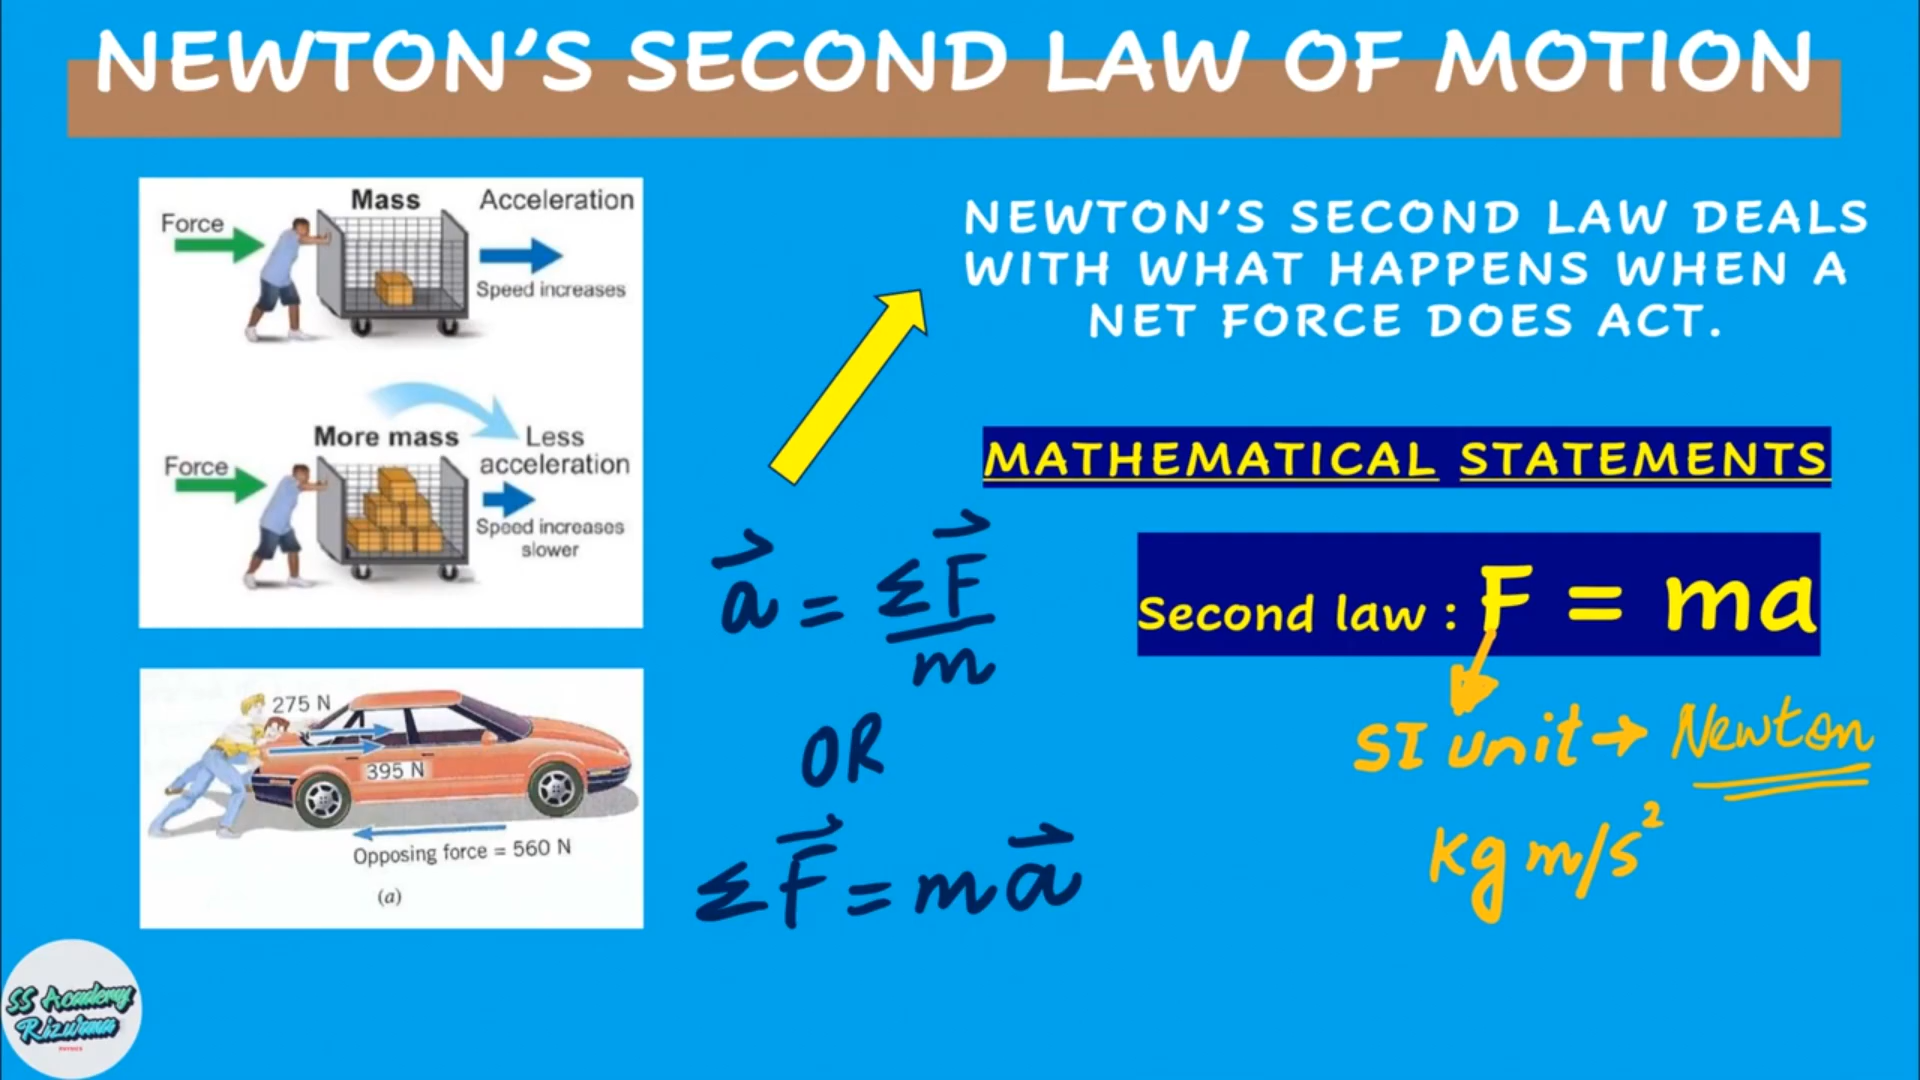 NEWTON'S SECOND LAW OF MOTION
Force
Mass
Acceleration
Speed increases
More mass
Less
acceleration
Force
Speed increases
slower
275 N
395 N
Opposing force = 560 N
(a)
NEWTON'S SECOND LAW DEALS
WITH WHAT HAPPENS WHEN A
NET FORCE DOES ACT.
MATHEMATICAL STATEMENTS
Second law : F = ma
SI unit → Newton
kg m/s²
a⃗ = ΣF⃗/m
OR
ΣF⃗ = ma⃗
SS Academy
Rizwana
PHYSICS